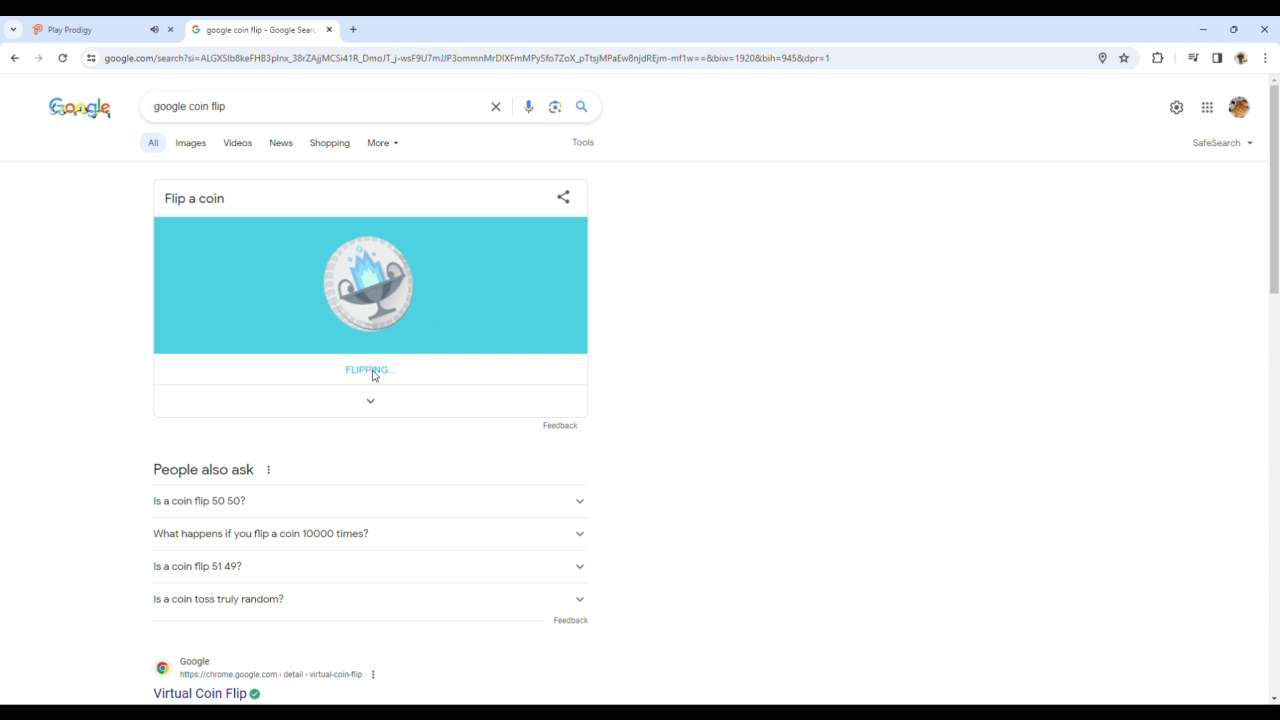 Play Prodigy
google coin flip - Google Searc
google.com/search?si=ALGXSlb8keFHB3plnx_38rZAjjMCSi41R_DmoJT_j-wsF9U7mJJP3ommnMrDIXFmMPySfo7ZoX_pTtsjMPaEw8njdREjm-mf1w==&biw=1920&bih=945&dpr=1
Google
google coin flip
All Images Videos News Shopping More Tools
SafeSearch
Flip a coin
FLIPPING...
Feedback
People also ask
Is a coin flip 50 50?
What happens if you flip a coin 10000 times?
Is a coin flip 51 49?
Is a coin toss truly random?
Feedback
Google
https://chrome.google.com › detail › virtual-coin-flip
Virtual Coin Flip